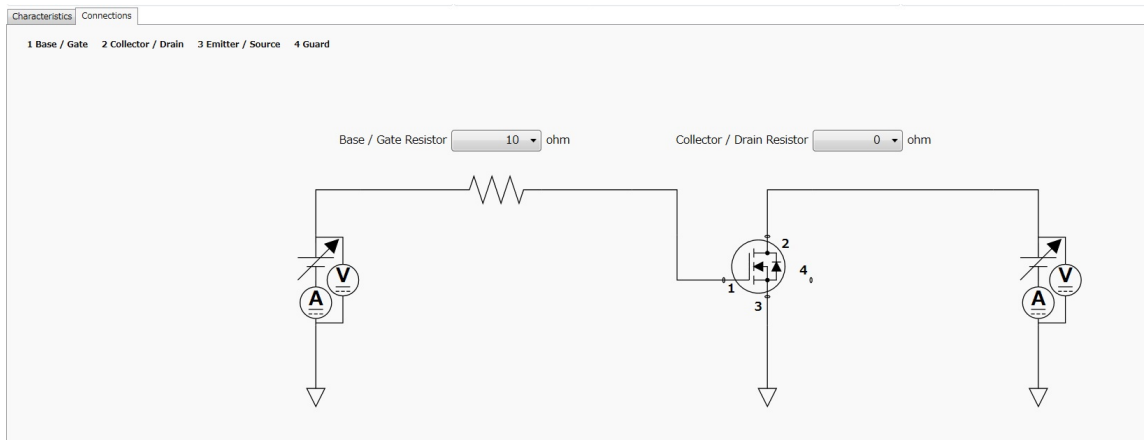 Characteristics Connections
1 Base / Gate 2 Collector / Drain 3 Emitter / Source 4 Guard
Base / Gate Resistor 10 ohm Collector / Drain Resistor 0 ohm
2
V 4 V
1
A 3 A